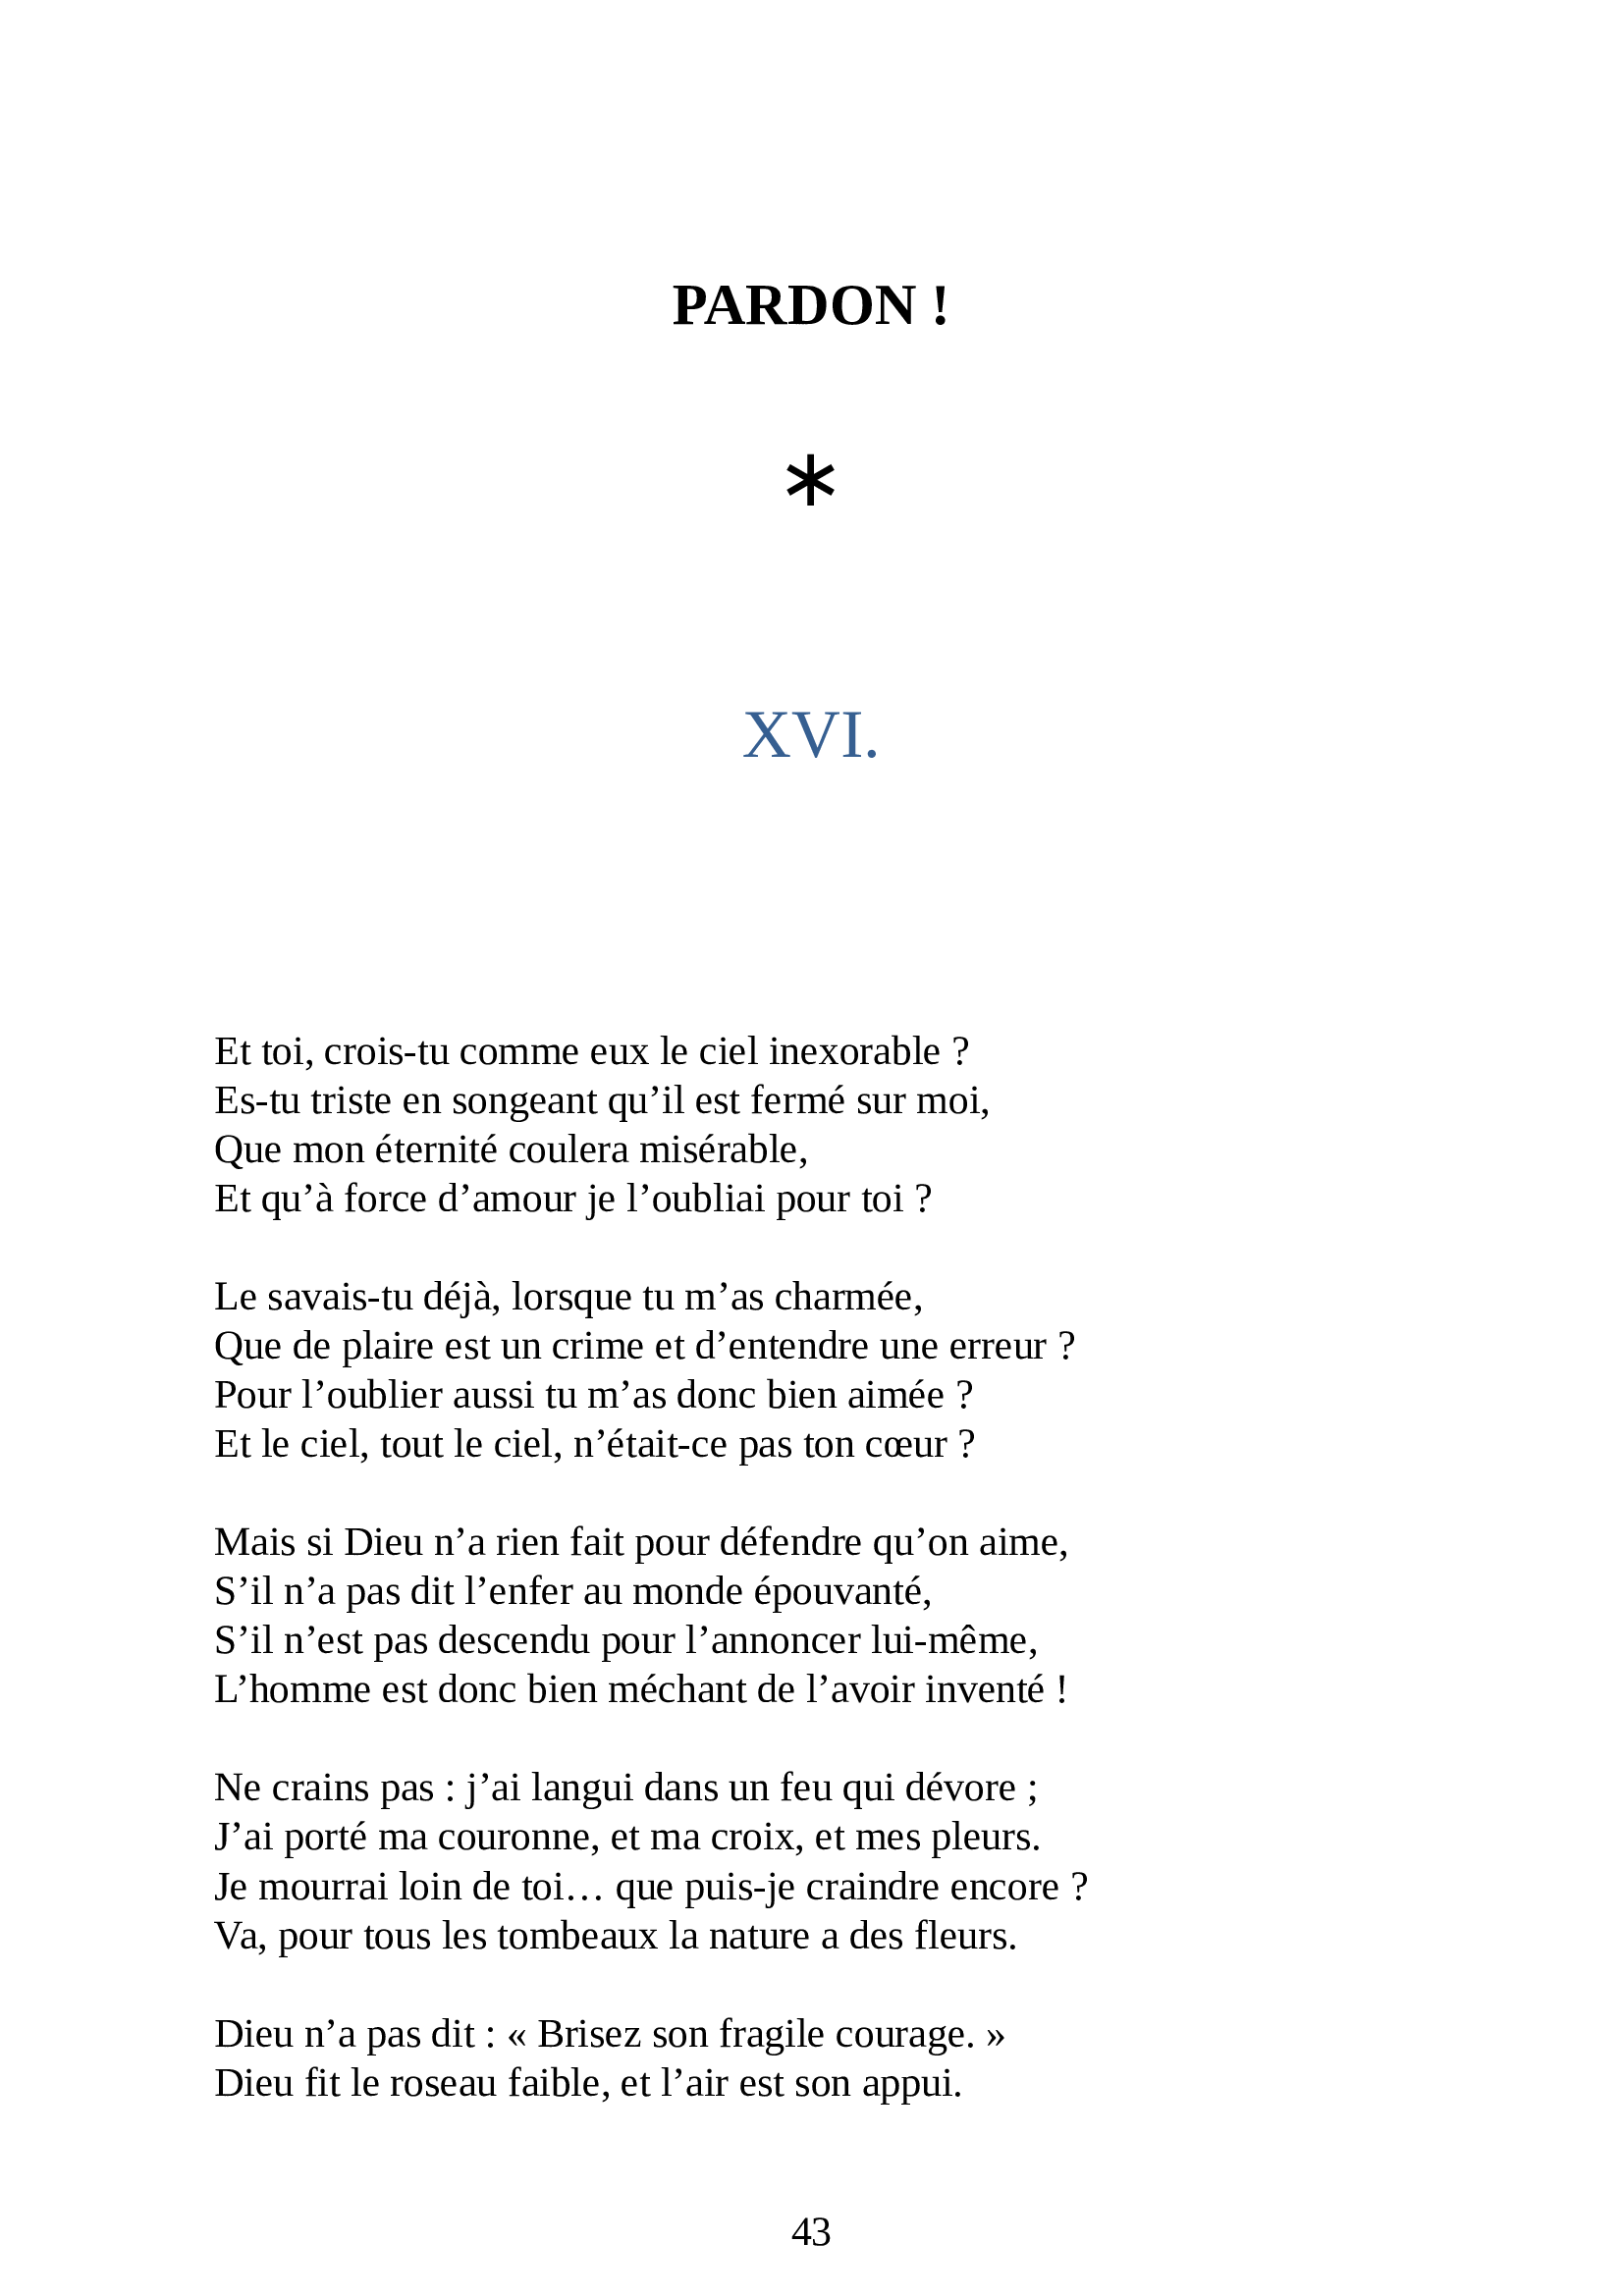 PARDON !
*
XVI.
Et toi, crois-tu comme eux le ciel inexorable ?
Es-tu triste en songeant qu’il est fermé sur moi,
Que mon éternité coulera misérable,
Et qu’à force d’amour je l’oubliai pour toi ?
Le savais-tu déjà, lorsque tu m’as charmée,
Que de plaire est un crime et d’entendre une erreur ?
Pour l’oublier aussi tu m’as donc bien aimée ?
Et le ciel, tout le ciel, n’était-ce pas ton cœur ?
Mais si Dieu n’a rien fait pour défendre qu’on aime,
S’il n’a pas dit l’enfer au monde épouvanté,
S’il n’est pas descendu pour l’annoncer lui-même,
L’homme est donc bien méchant de l’avoir inventé !
Ne crains pas : j’ai langui dans un feu qui dévore ;
J’ai porté ma couronne, et ma croix, et mes pleurs.
Je mourrai loin de toi… que puis-je craindre encore ?
Va, pour tous les tombeaux la nature a des fleurs.
Dieu n’a pas dit : « Brisez son fragile courage. »
Dieu fit le roseau faible, et l’air est son appui.
43